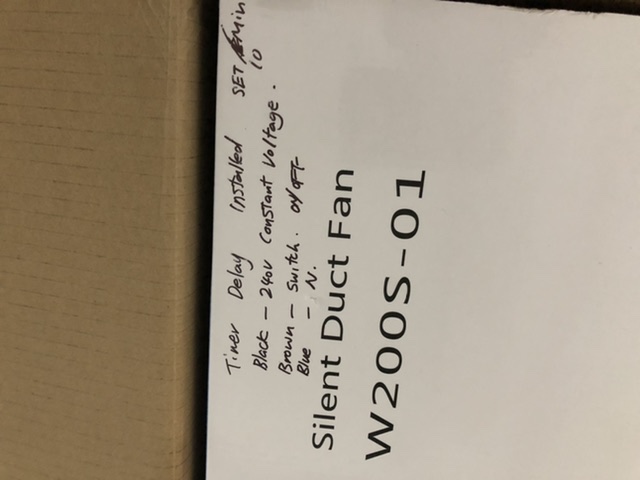 Timer Delay Installed SET Min
10
Black - 240V Constant Voltage.
Brown - Switch. ON/OFF
Blue - N.
Silent Duct Fan
W200S-01